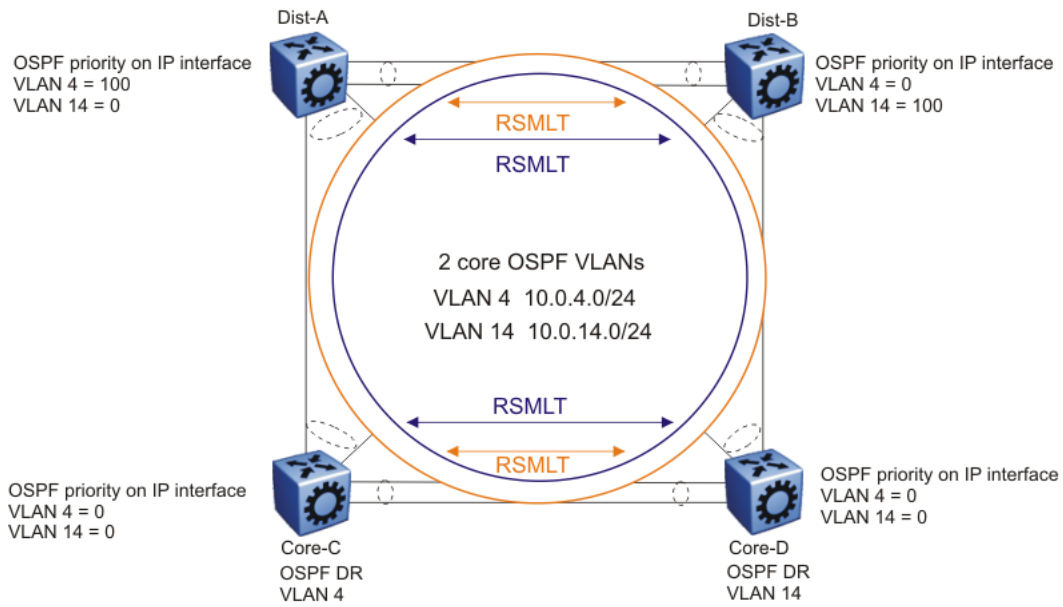 Dist-A
Dist-B
OSPF priority on IP interface
VLAN 4 = 100
VLAN 14 = 0
OSPF priority on IP interface
VLAN 4 = 0
VLAN 14 = 100
RSMLT
RSMLT
2 core OSPF VLANs
VLAN 4 10.0.4.0/24
VLAN 14 10.0.14.0/24
RSMLT
RSMLT
OSPF priority on IP interface
VLAN 4 = 0
VLAN 14 = 0
OSPF priority on IP interface
VLAN 4 = 0
VLAN 14 = 0
Core-C
OSPF DR
VLAN 4
Core-D
OSPF DR
VLAN 14